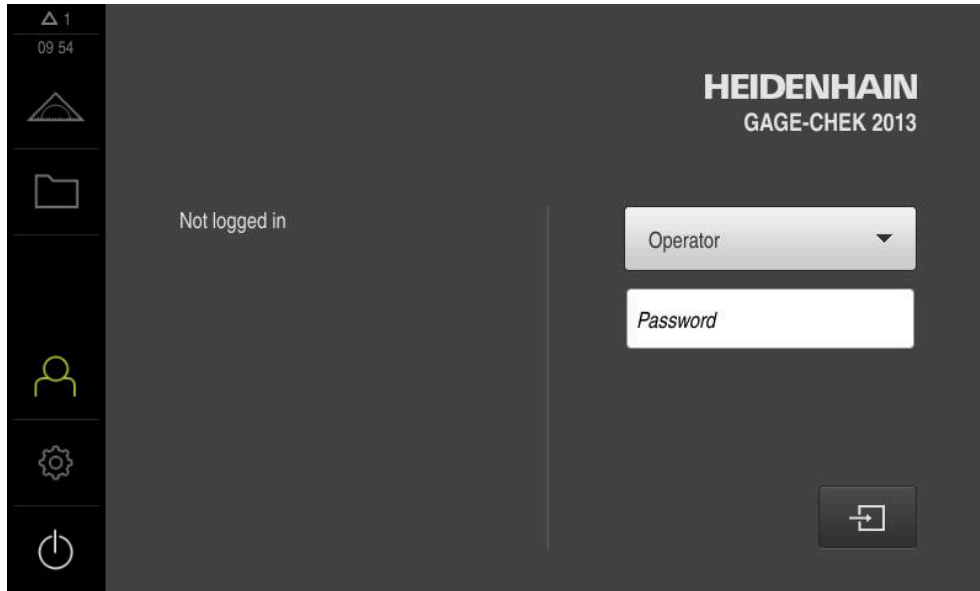 △ 1
09 54
HEIDENHAIN
GAGE-CHEK 2013
Not logged in
Operator
Password